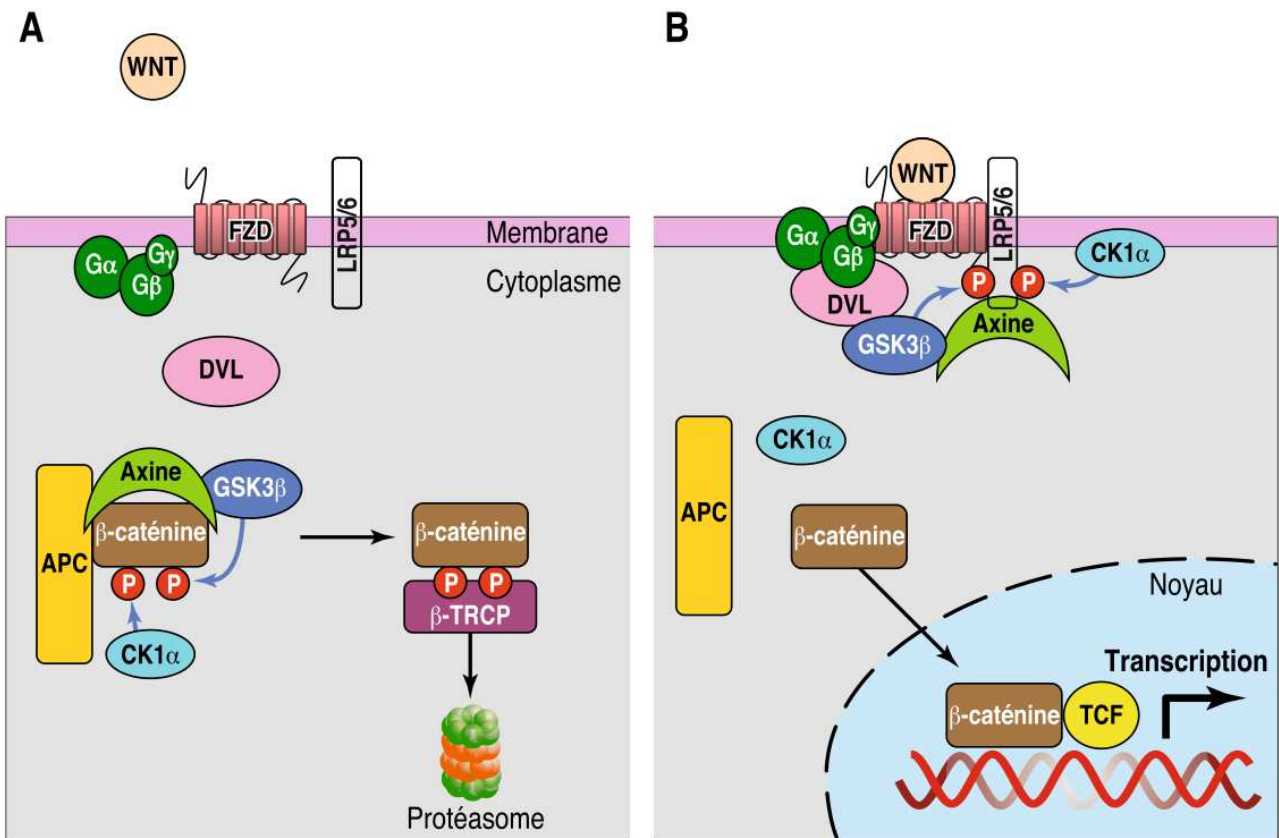 A
WNT
FZD
LRP5/6
Membrane
Gα
Gγ
Gβ
Cytoplasme
DVL
Axine
GSK3β
β-caténine
APC
P
P
CK1α
β-caténine
P
P
β-TRCP
Protéasome
B
WNT
FZD
LRP5/6
Gα
Gγ
Gβ
CK1α
P
P
DVL
Axine
GSK3β
CK1α
APC
β-caténine
Noyau
Transcription
β-caténine
TCF